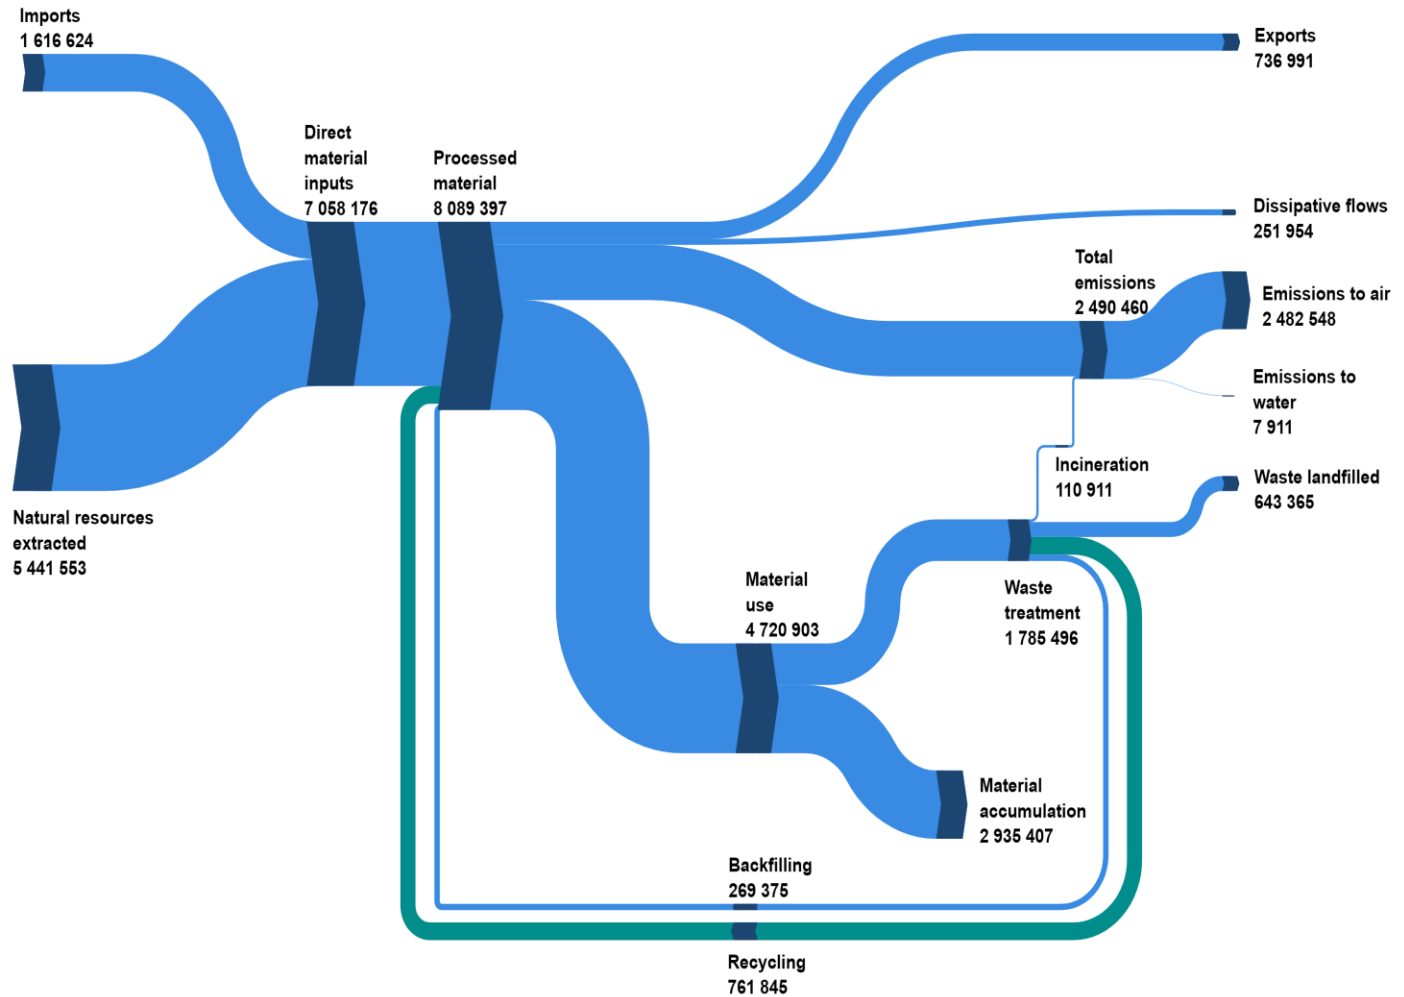 Imports
1 616 624
Exports
736 991
Direct
material
inputs
7 058 176
Processed
material
8 089 397
Dissipative flows
251 954
Total
emissions
2 490 460
Emissions to air
2 482 548
Emissions to
water
7 911
Incineration
110 911
Waste landfilled
643 365
Natural resources
extracted
5 441 553
Material
use
4 720 903
Waste
treatment
1 785 496
Material
accumulation
2 935 407
Backfilling
269 375
Recycling
761 845